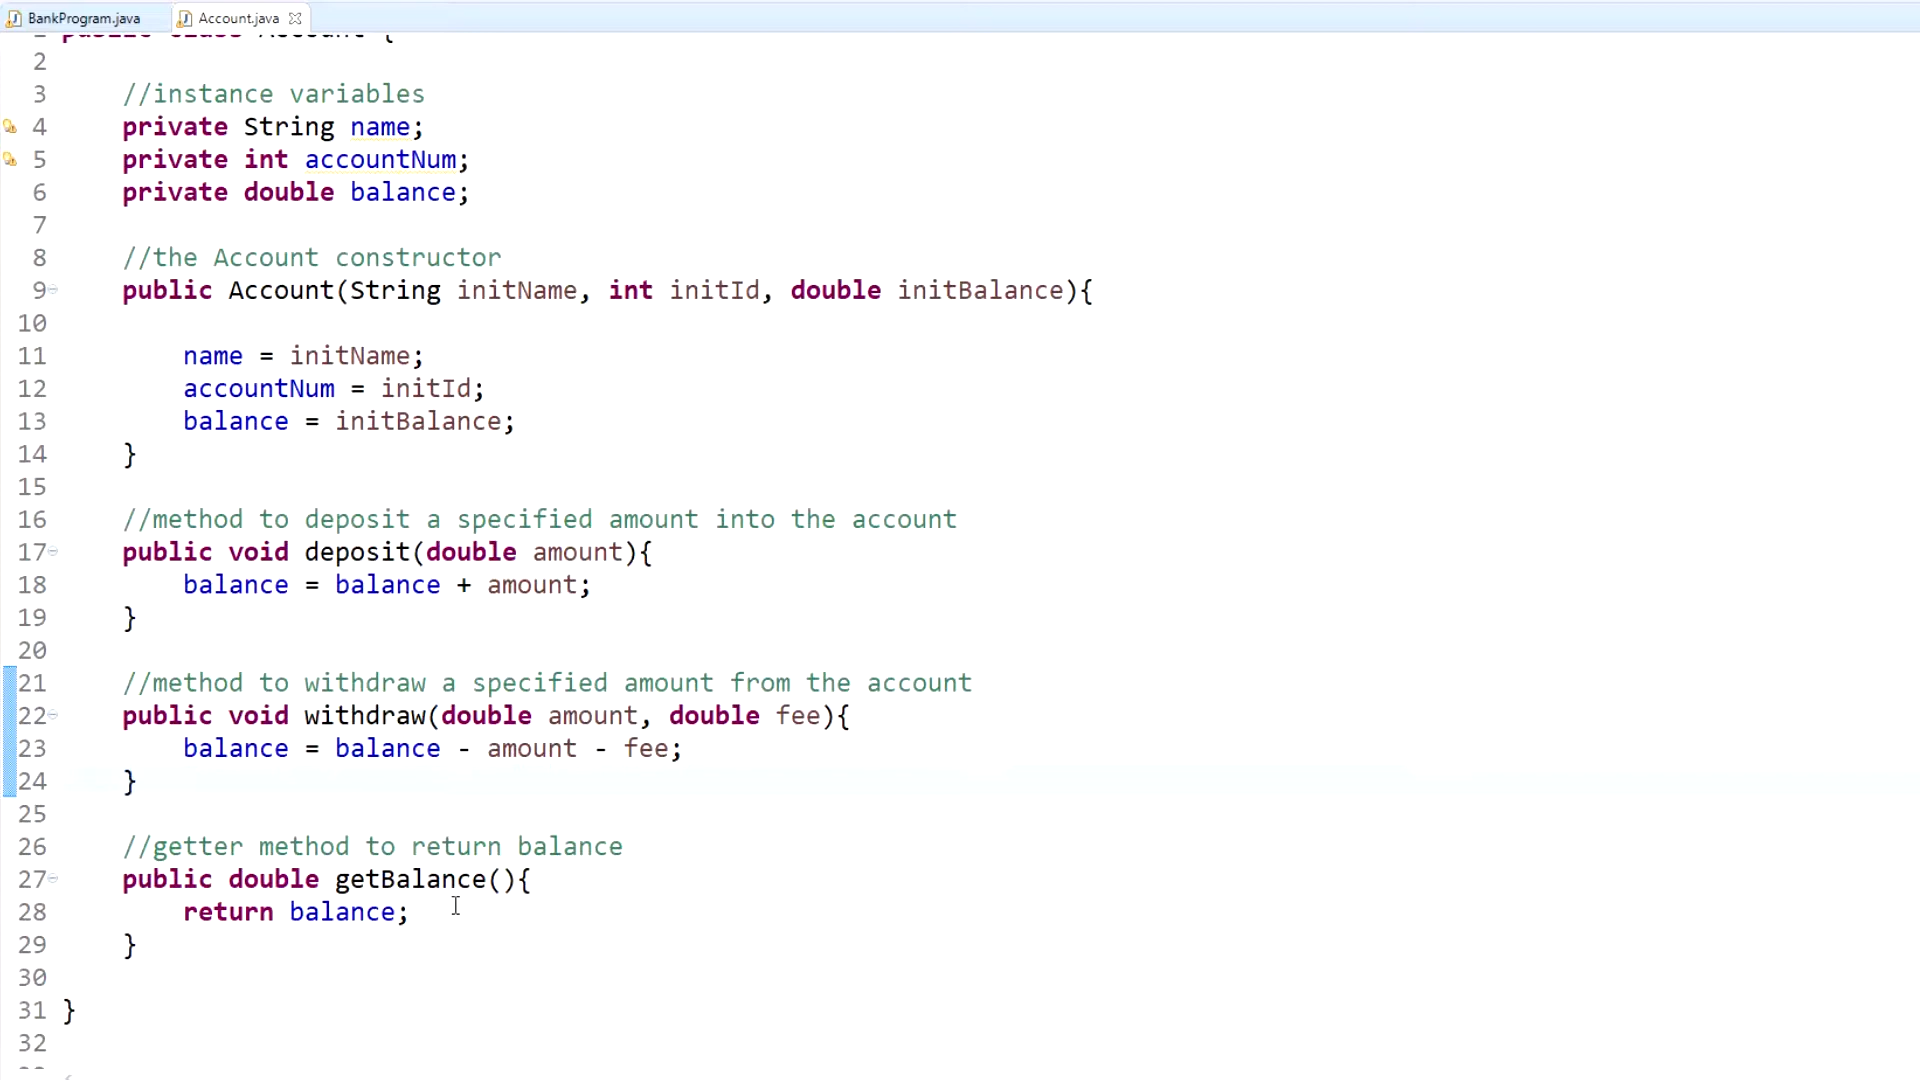 BankProgram.java Account.java
1 public class Account {
2
3 //instance variables
4 private String name;
5 private int accountNum;
6 private double balance;
7
8 //the Account constructor
9 public Account(String initName, int initId, double initBalance){
10
11 name = initName;
12 accountNum = initId;
13 balance = initBalance;
14 }
15
16 //method to deposit a specified amount into the account
17 public void deposit(double amount){
18 balance = balance + amount;
19 }
20
21 //method to withdraw a specified amount from the account
22 public void withdraw(double amount, double fee){
23 balance = balance - amount - fee;
24 }
25
26 //getter method to return balance
27 public double getBalance(){
28 return balance;
29 }
30
31 }
32